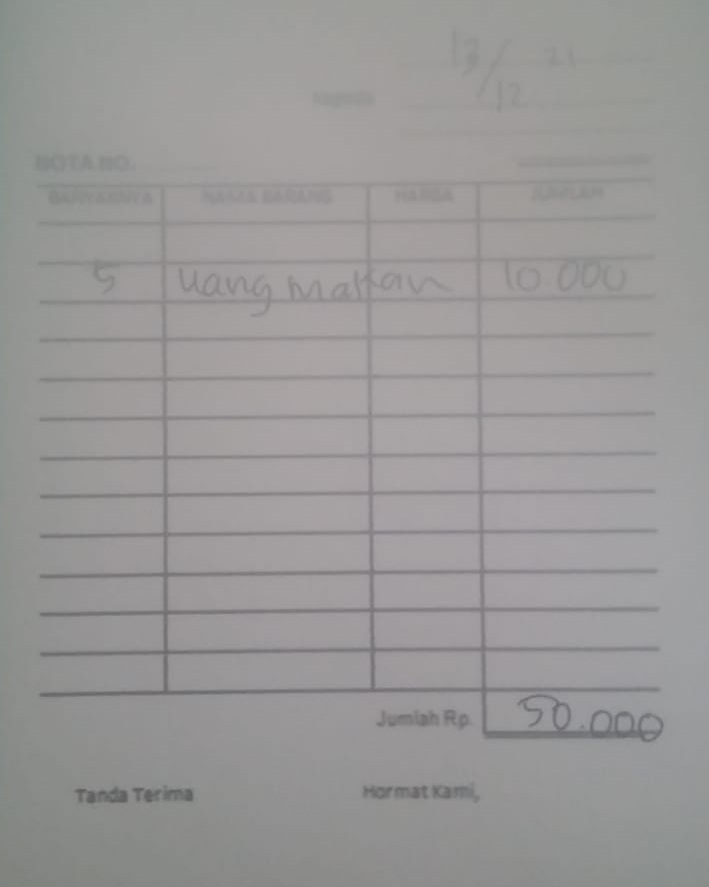 13/12 21
Kepada
NOTA NO.
BANYAKNYA NAMA BARANG HARGA JUMLAH
5 Uang makan 10.000
Jumlah Rp. 50.000
Tanda Terima Hormat Kami,